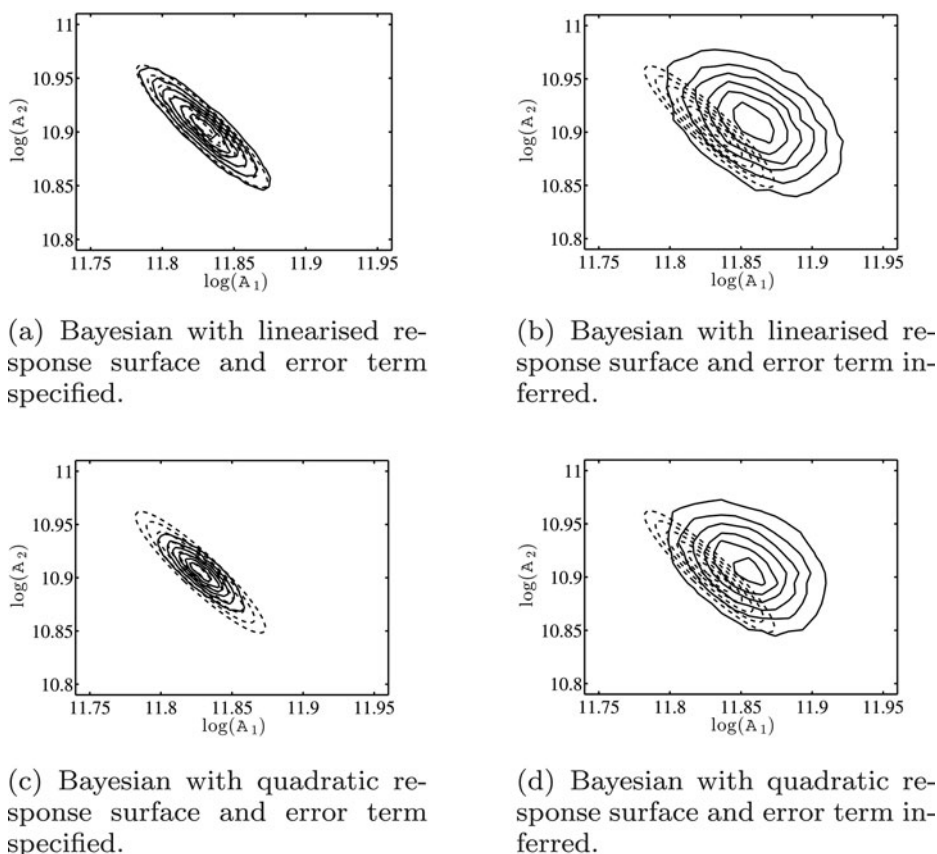 11
10.95
10.9
10.85
10.8
log(A₂)
11.75 11.8 11.85 11.9 11.95
log(A₁)
(a) Bayesian with linearised re-
sponse surface and error term
specified.
11
10.95
10.9
10.85
10.8
log(A₂)
11.75 11.8 11.85 11.9 11.95
log(A₁)
(b) Bayesian with linearised re-
sponse surface and error term in-
ferred.
11
10.95
10.9
10.85
10.8
log(A₂)
11.75 11.8 11.85 11.9 11.95
log(A₁)
(c) Bayesian with quadratic re-
sponse surface and error term
specified.
11
10.95
10.9
10.85
10.8
log(A₂)
11.75 11.8 11.85 11.9 11.95
log(A₁)
(d) Bayesian with quadratic re-
sponse surface and error term in-
ferred.